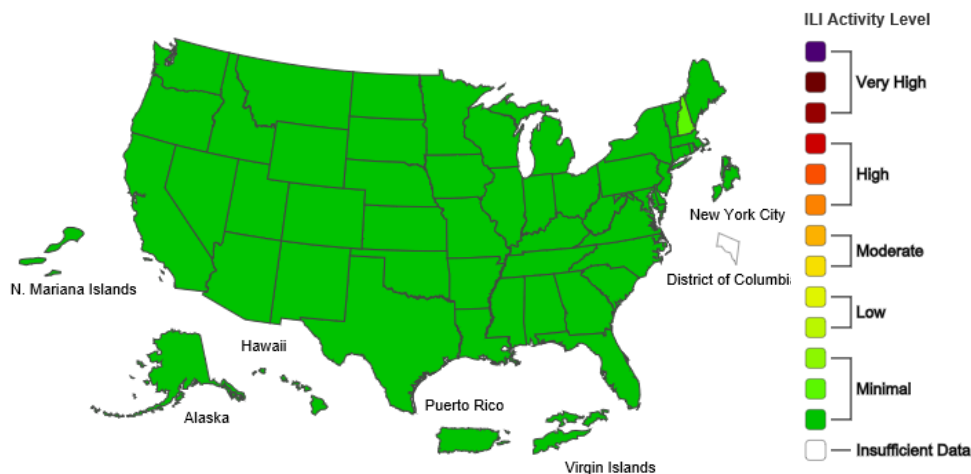 ILI Activity Level
Very High
High
Moderate
Low
Minimal
Insufficient Data
New York City
District of Columbi
N. Mariana Islands
Hawaii
Alaska
Puerto Rico
Virgin Islands